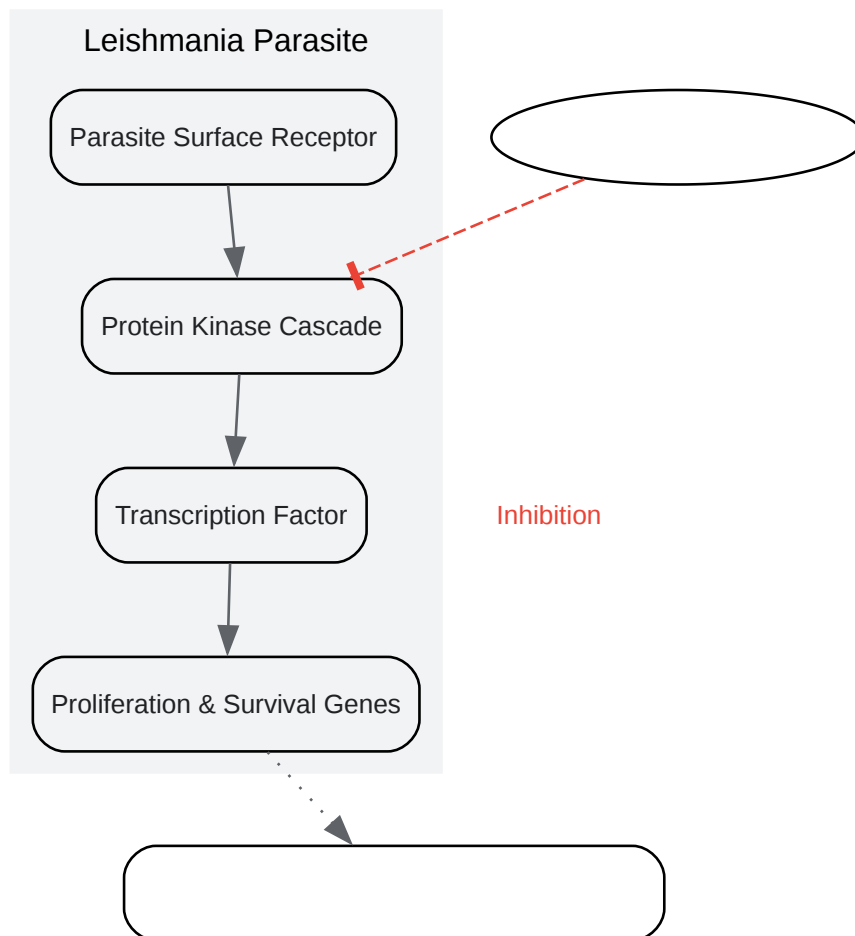 Leishmania Parasite
Parasite Surface Receptor
Protein Kinase Cascade
Transcription Factor
Inhibition
Proliferation & Survival Genes